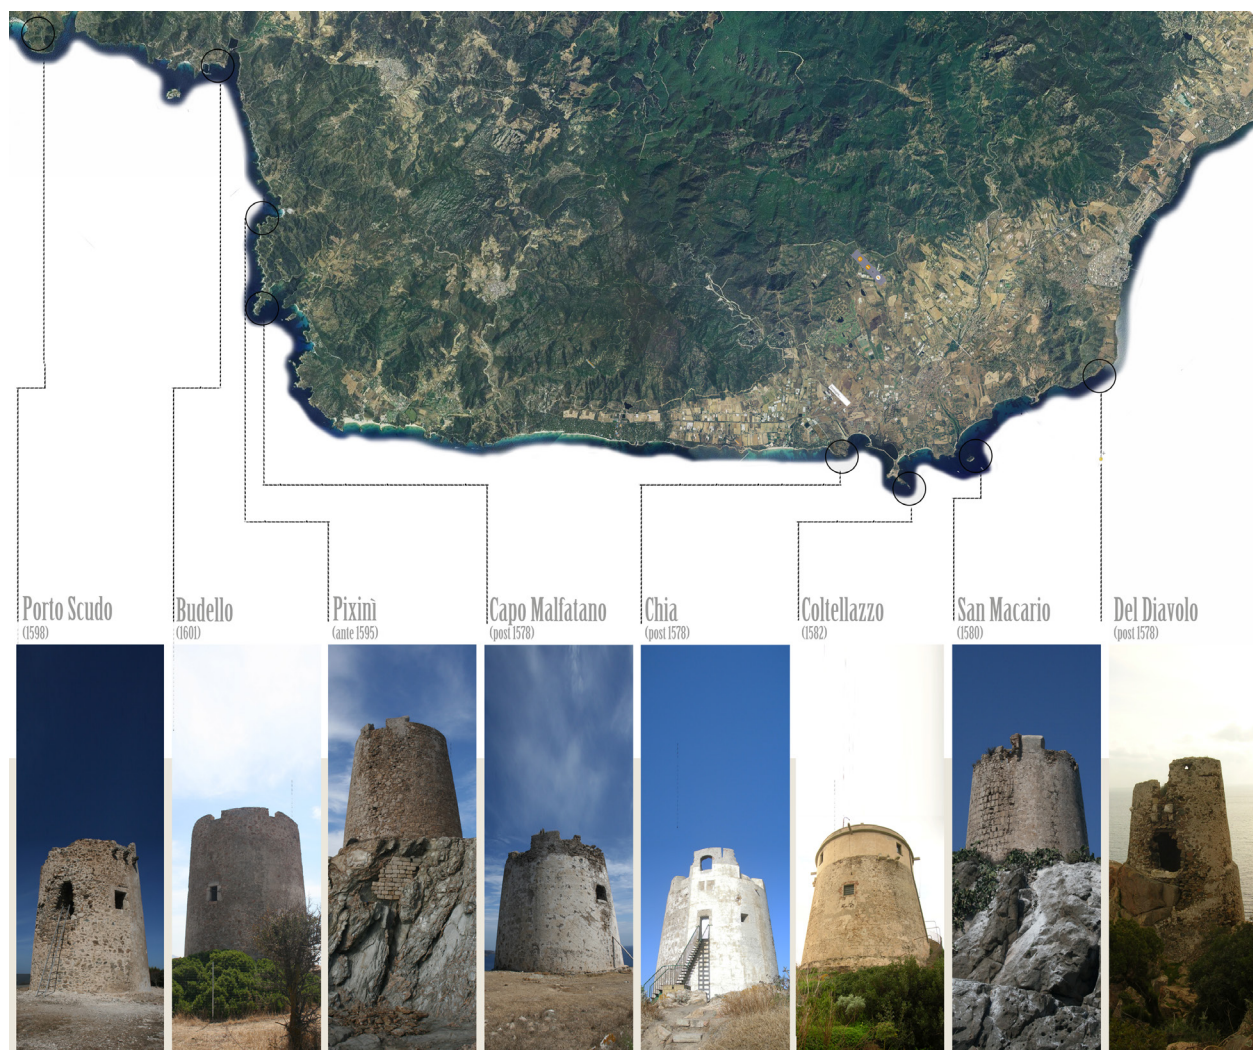 Porto Scudo
(1598)
Budello
(1601)
Pixinì
(ante 1595)
Capo Malfatano
(post 1578)
Chia
(post 1578)
Coltellazzo
(1582)
San Macario
(1580)
Del Diavolo
(post 1578)